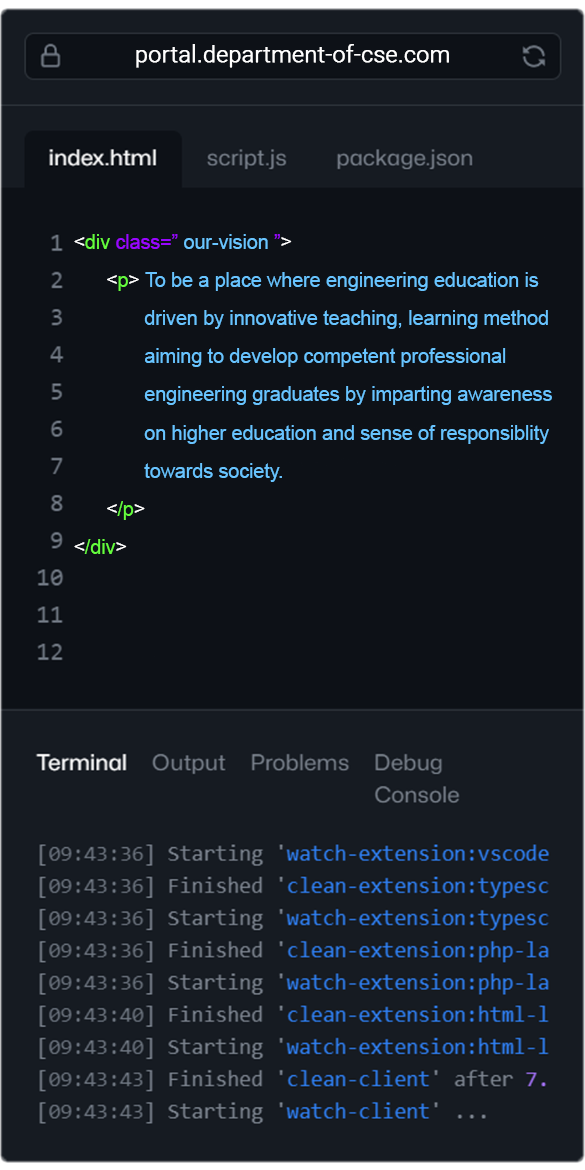 portal.department-of-cse.com
index.html script.js package.json
1 <div class=” our-vision ”>
2 <p> To be a place where engineering education is
3 driven by innovative teaching, learning method
4 aiming to develop competent professional
5 engineering graduates by imparting awareness
6 on higher education and sense of responsiblity
7 towards society.
8 </p>
9 </div>
10
11
12
Terminal Output Problems Debug Console
[09:43:36] Starting 'watch-extension:vscode
[09:43:36] Finished 'clean-extension:typesc
[09:43:36] Starting 'watch-extension:typesc
[09:43:36] Finished 'clean-extension:php-la
[09:43:36] Starting 'watch-extension:php-la
[09:43:40] Finished 'clean-extension:html-l
[09:43:40] Starting 'watch-extension:html-l
[09:43:43] Finished 'clean-client' after 7.
[09:43:43] Starting 'watch-client' ...